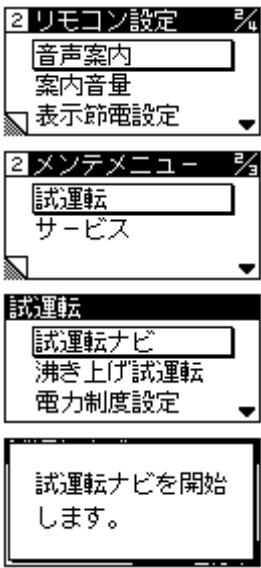 2 リモコン設定 2/4
音声案内
案内音量
表示節電設定
2 メンテメニュー 2/3
試運転
サービス
試運転
試運転ナビ
沸き上げ試運転
電力制度設定
試運転ナビを開始
します。